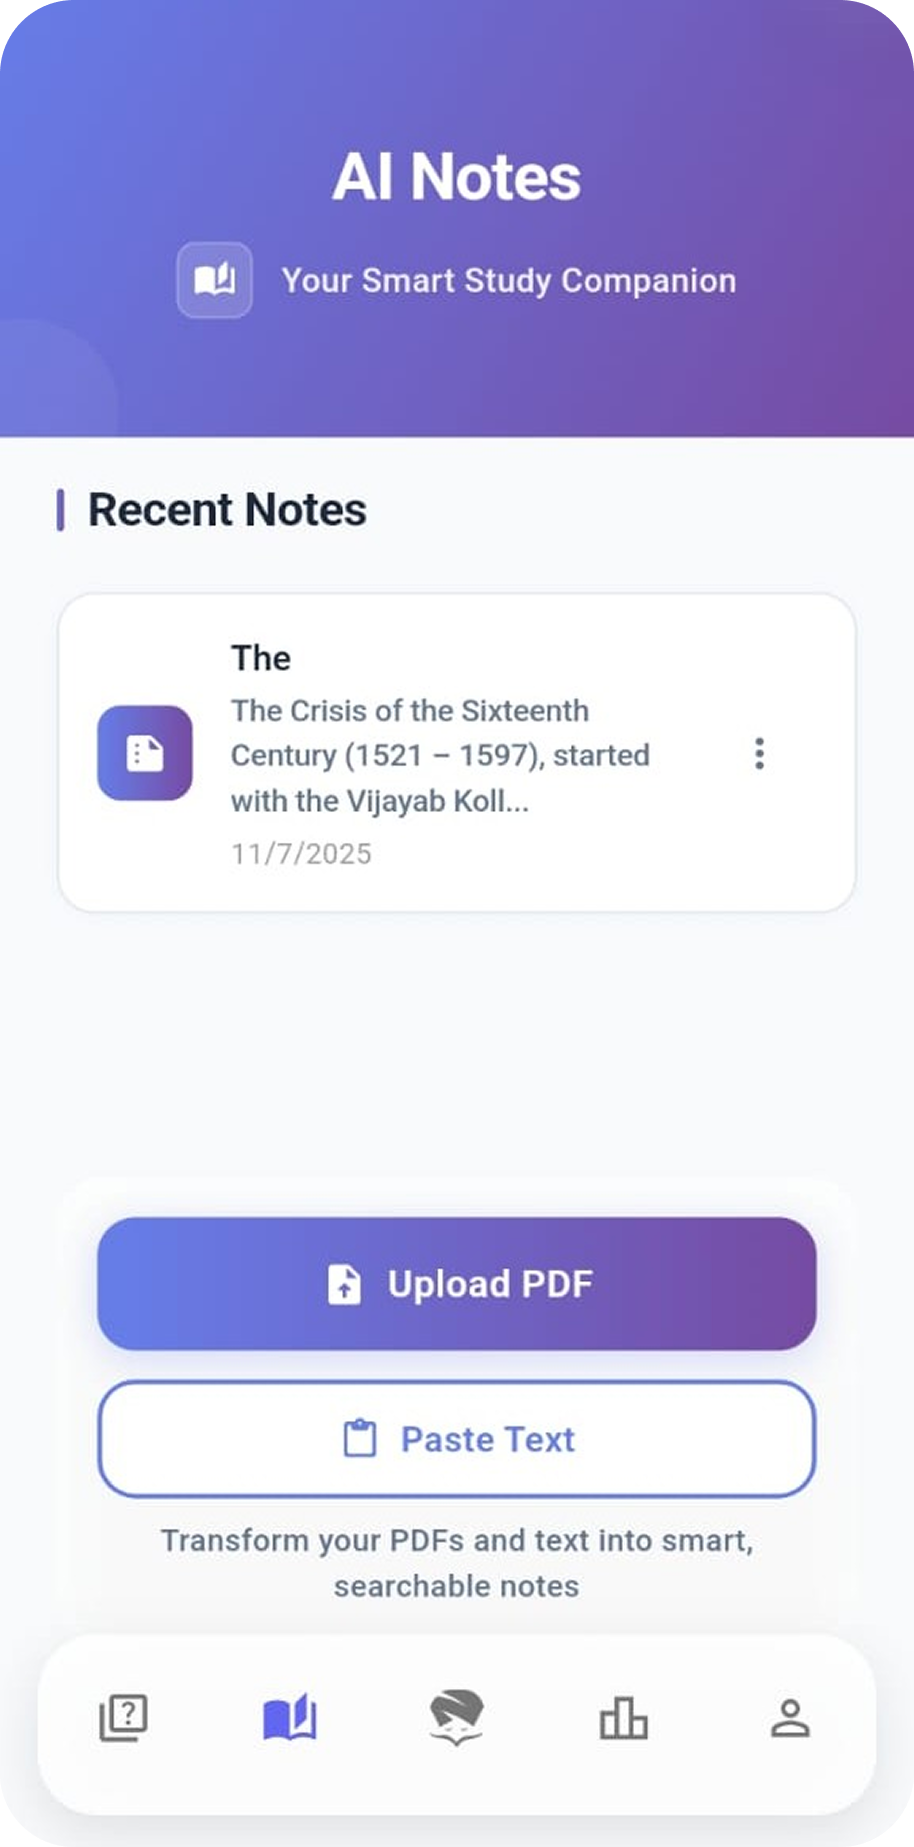 AI Notes
Your Smart Study Companion
Recent Notes
The
The Crisis of the Sixteenth
Century (1521 – 1597), started
with the Vijayab Koll...
11/7/2025
Upload PDF
Paste Text
Transform your PDFs and text into smart,
searchable notes
?